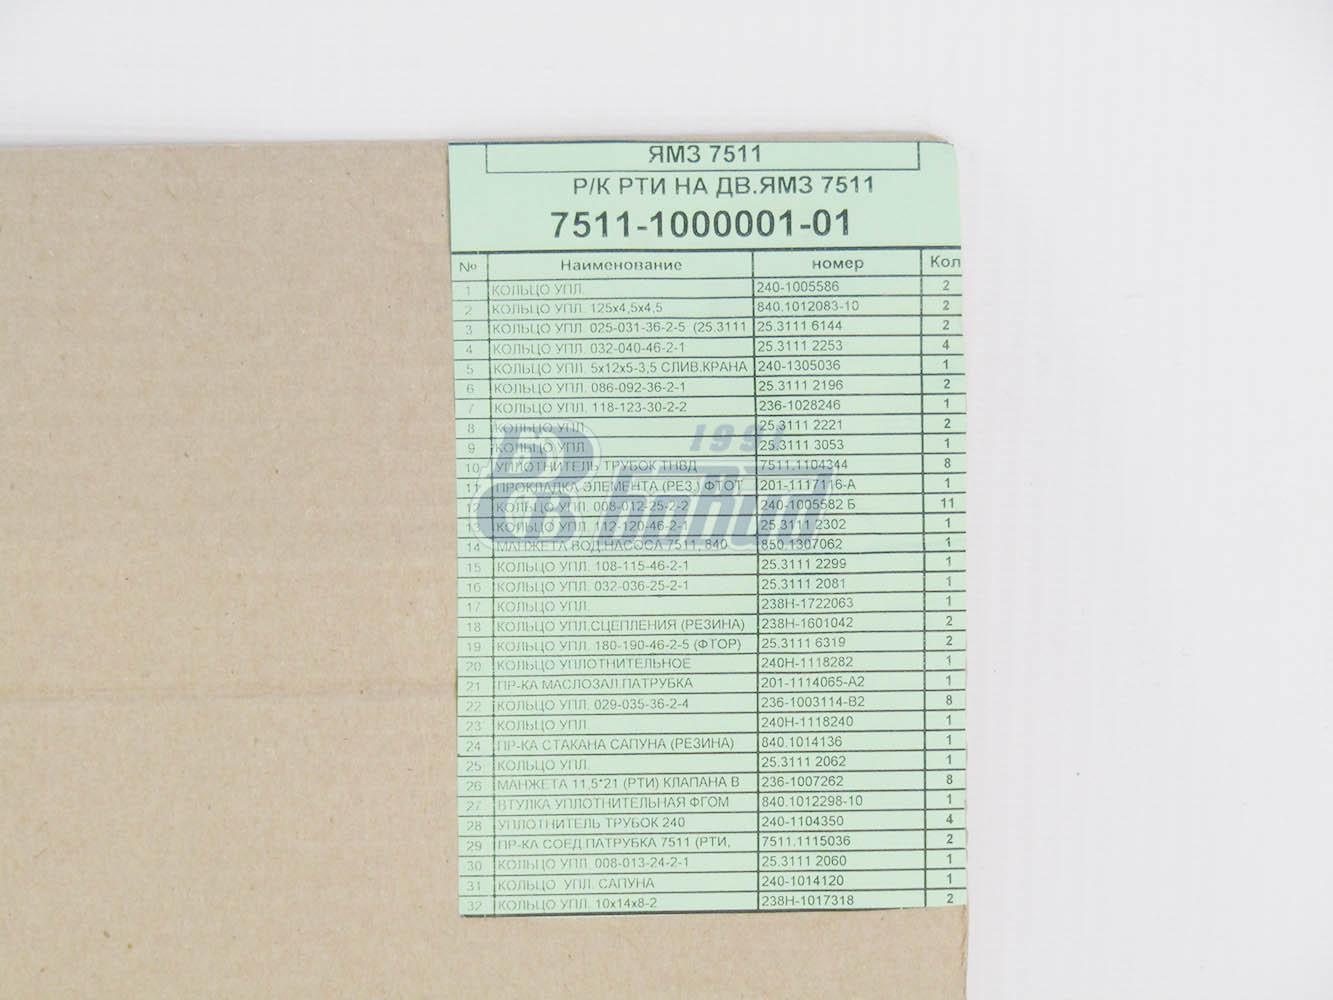 ЯМЗ 7511
Р/К РТИ НА ДВ.ЯМЗ 7511
7511-1000001-01
№ Наименование номер Кол
1 КОЛЬЦО УПЛ. 240-1005586 2
2 КОЛЬЦО УПЛ. 125х4,5х4,5 840.1012083-10 2
3 КОЛЬЦО УПЛ. 025-031-36-2-5 (25.3111 25.3111 6144 2
4 КОЛЬЦО УПЛ. 032-040-46-2-1 25.3111 2253 4
5 КОЛЬЦО УПЛ. 5х12х5-3,5 СЛИВ.КРАНА 240-1305036 1
6 КОЛЬЦО УПЛ. 086-092-36-2-1 25.3111 2196 2
7 КОЛЬЦО УПЛ. 118-123-30-2-2 236-1028246 1
8 КОЛЬЦО УПЛ. 25.3111 2221 2
9 КОЛЬЦО УПЛ. 25.3111 3053 1
10 УПЛОТНИТЕЛЬ ТРУБОК ТНВД 7511.1104344 8
11 ПРОКЛАДКА ЭЛЕМЕНТА (РЕЗ.) ФТОТ 201-1117116-А 1
12 КОЛЬЦО УПЛ. 008-012-25-2-2 240-1005582 Б 11
13 КОЛЬЦО УПЛ. 112-120-46-2-1 25.3111 2302 1
14 МАНЖЕТА ВОД.НАСОСА 7511, 840 850.1307062 1
15 КОЛЬЦО УПЛ. 108-115-46-2-1 25.3111 2299 1
16 КОЛЬЦО УПЛ. 032-036-25-2-1 25.3111 2081 1
17 КОЛЬЦО УПЛ. 238Н-1722063 1
18 КОЛЬЦО УПЛ.СЦЕПЛЕНИЯ (РЕЗИНА) 238Н-1601042 2
19 КОЛЬЦО УПЛ. 180-190-46-2-5 (ФТОР) 25.3111 6319 2
20 КОЛЬЦО УПЛОТНИТЕЛЬНОЕ 240Н-1118282 1
21 ПР-КА МАСЛОЗАЛ.ПАТРУБКА 201-1114065-А2 1
22 КОЛЬЦО УПЛ. 029-035-36-2-4 236-1003114-В2 8
23 КОЛЬЦО УПЛ. 240Н-1118240 1
24 ПР-КА СТАКАНА САПУНА (РЕЗИНА) 840.1014136 1
25 КОЛЬЦО УПЛ. 25.3111 2062 1
26 МАНЖЕТА 11,5*21 (РТИ) КЛАПАНА В 236-1007262 8
27 ВТУЛКА УПЛОТНИТЕЛЬНАЯ ФГОМ 840.1012298-10 1
28 УПЛОТНИТЕЛЬ ТРУБОК 240 240-1104350 4
29 ПР-КА СОЕД.ПАТРУБКА 7511 (РТИ, 7511.1115036 2
30 КОЛЬЦО УПЛ. 008-013-24-2-1 25.3111 2060 1
31 КОЛЬЦО УПЛ. САПУНА 240-1014120 1
32 КОЛЬЦО УПЛ. 10х14х8-2 238Н-1017318 2
1991
боВид